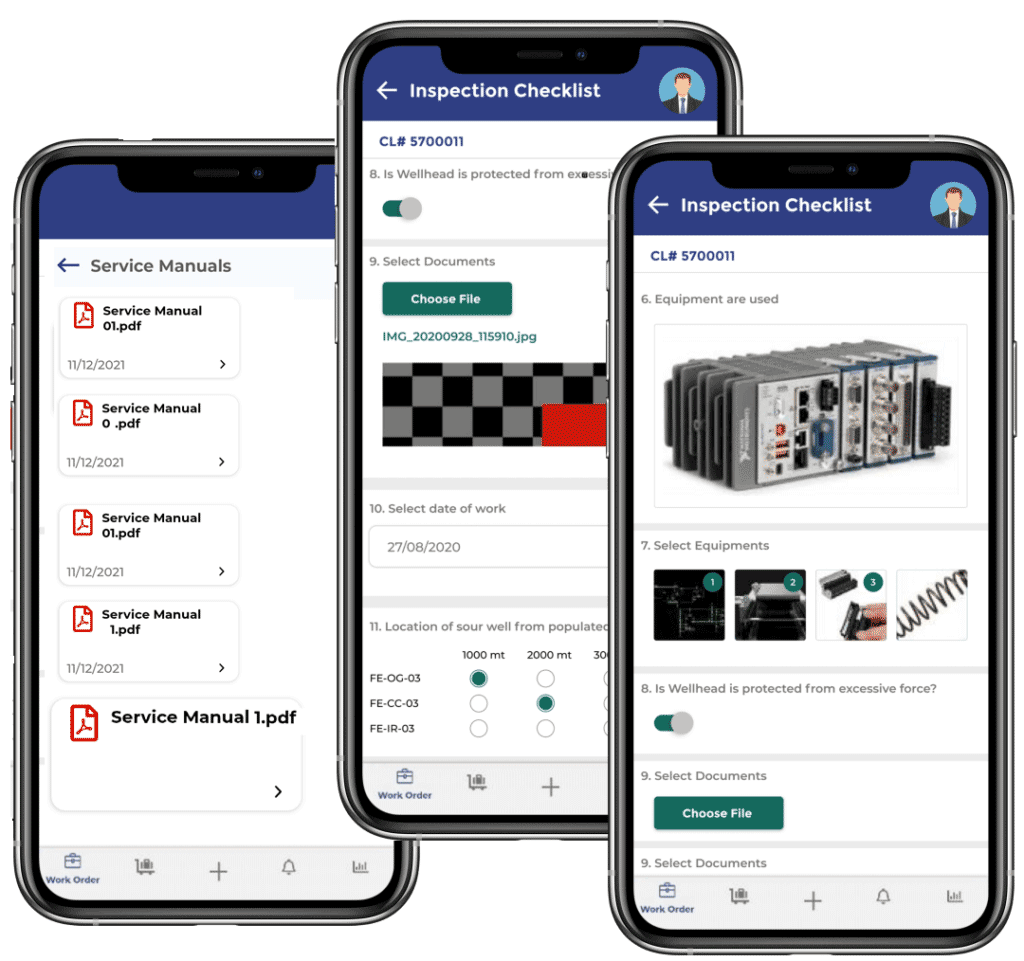 Service Manuals
Service Manual
01.pdf
11/12/2021
Service Manual
0 .pdf
11/12/2021
Service Manual
01.pdf
11/12/2021
Service Manual
1.pdf
11/12/2021
Service Manual 1.pdf
Work Order
Inspection Checklist
CL# 5700011
8. Is Wellhead is protected from excessiv
9. Select Documents
Choose File
IMG_20200928_115910.jpg
10. Select date of work
27/08/2020
11. Location of sour well from populated
1000 mt 2000 mt 300
FE-OG-03
FE-CC-03
FE-IR-03
Work Order
Inspection Checklist
CL# 5700011
6. Equipment are used
NATIONAL INSTRUMENTS
7. Select Equipments
1 2 3
8. Is Wellhead is protected from excessive force?
9. Select Documents
Choose File
9. Select Documents
Work Order